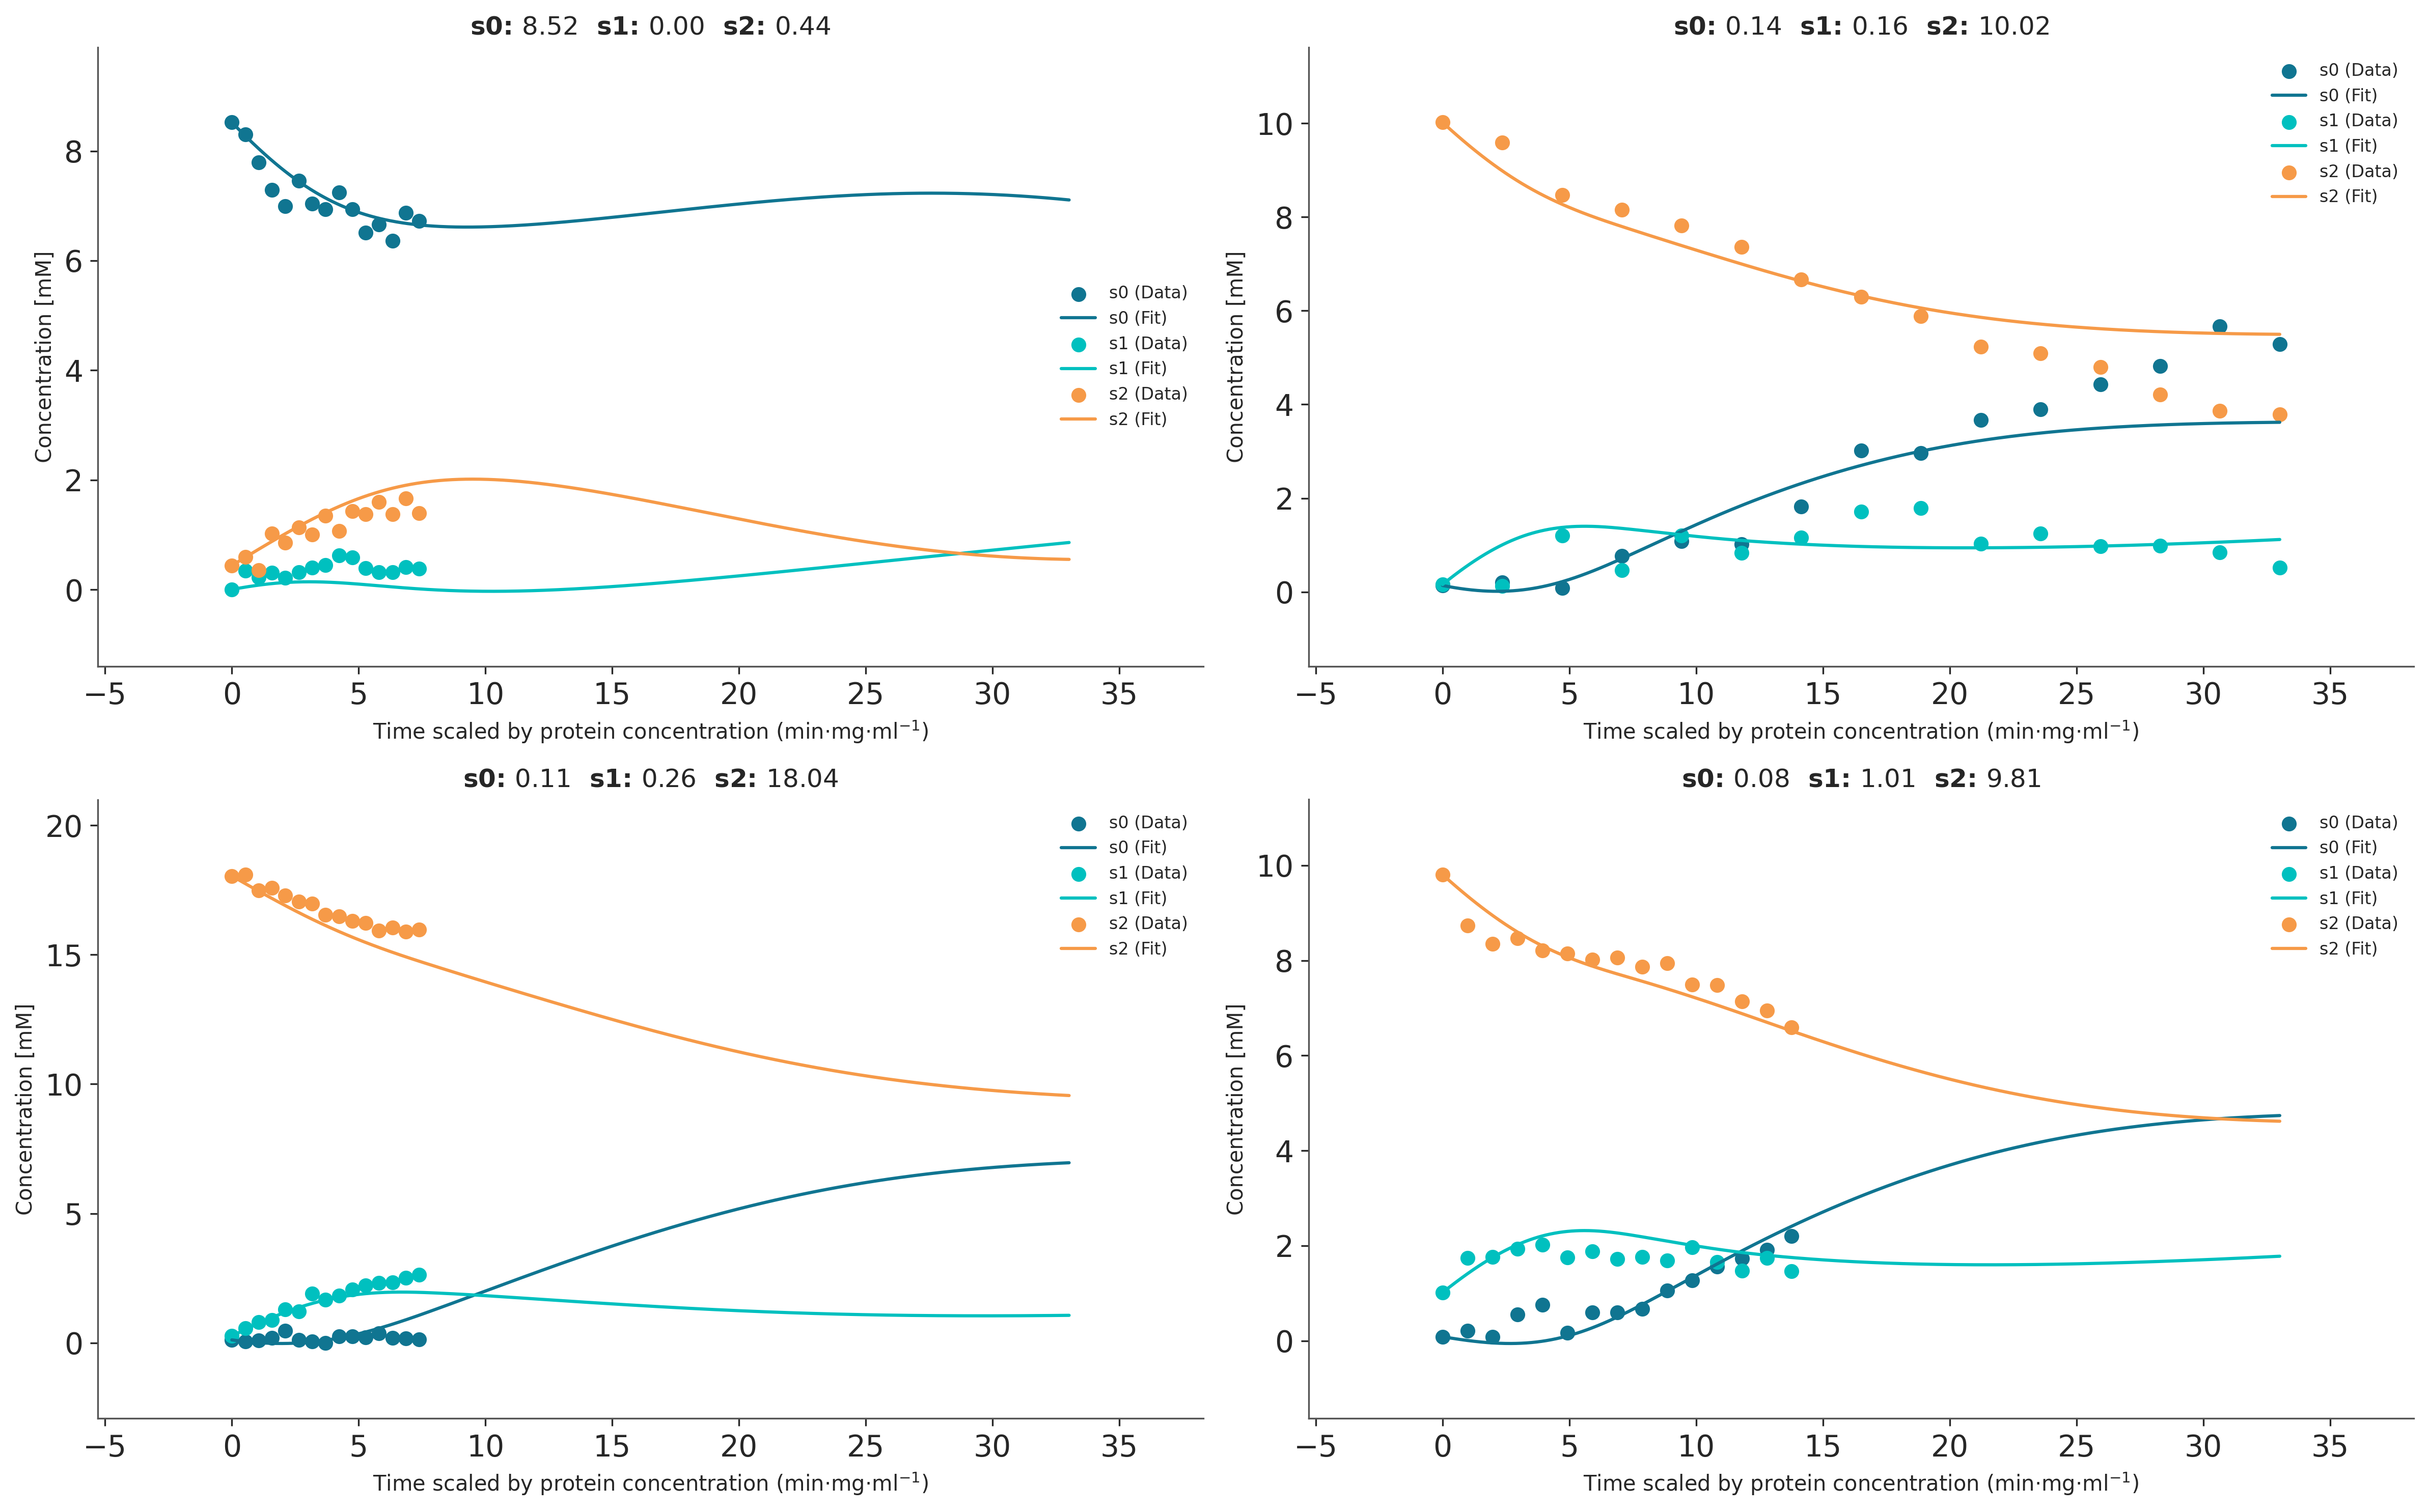 s0: 8.52 s1: 0.00 s2: 0.44
Concentration [mM]
8
6
4
2
0
−5 0 5 10 15 20 25 30 35
Time scaled by protein concentration (min·mg·ml⁻¹)
s0 (Data)
s0 (Fit)
s1 (Data)
s1 (Fit)
s2 (Data)
s2 (Fit)
s0: 0.14 s1: 0.16 s2: 10.02
Concentration [mM]
10
8
6
4
2
0
−5 0 5 10 15 20 25 30 35
Time scaled by protein concentration (min·mg·ml⁻¹)
s0 (Data)
s0 (Fit)
s1 (Data)
s1 (Fit)
s2 (Data)
s2 (Fit)
s0: 0.11 s1: 0.26 s2: 18.04
Concentration [mM]
20
15
10
5
0
−5 0 5 10 15 20 25 30 35
Time scaled by protein concentration (min·mg·ml⁻¹)
s0 (Data)
s0 (Fit)
s1 (Data)
s1 (Fit)
s2 (Data)
s2 (Fit)
s0: 0.08 s1: 1.01 s2: 9.81
Concentration [mM]
10
8
6
4
2
0
−5 0 5 10 15 20 25 30 35
Time scaled by protein concentration (min·mg·ml⁻¹)
s0 (Data)
s0 (Fit)
s1 (Data)
s1 (Fit)
s2 (Data)
s2 (Fit)